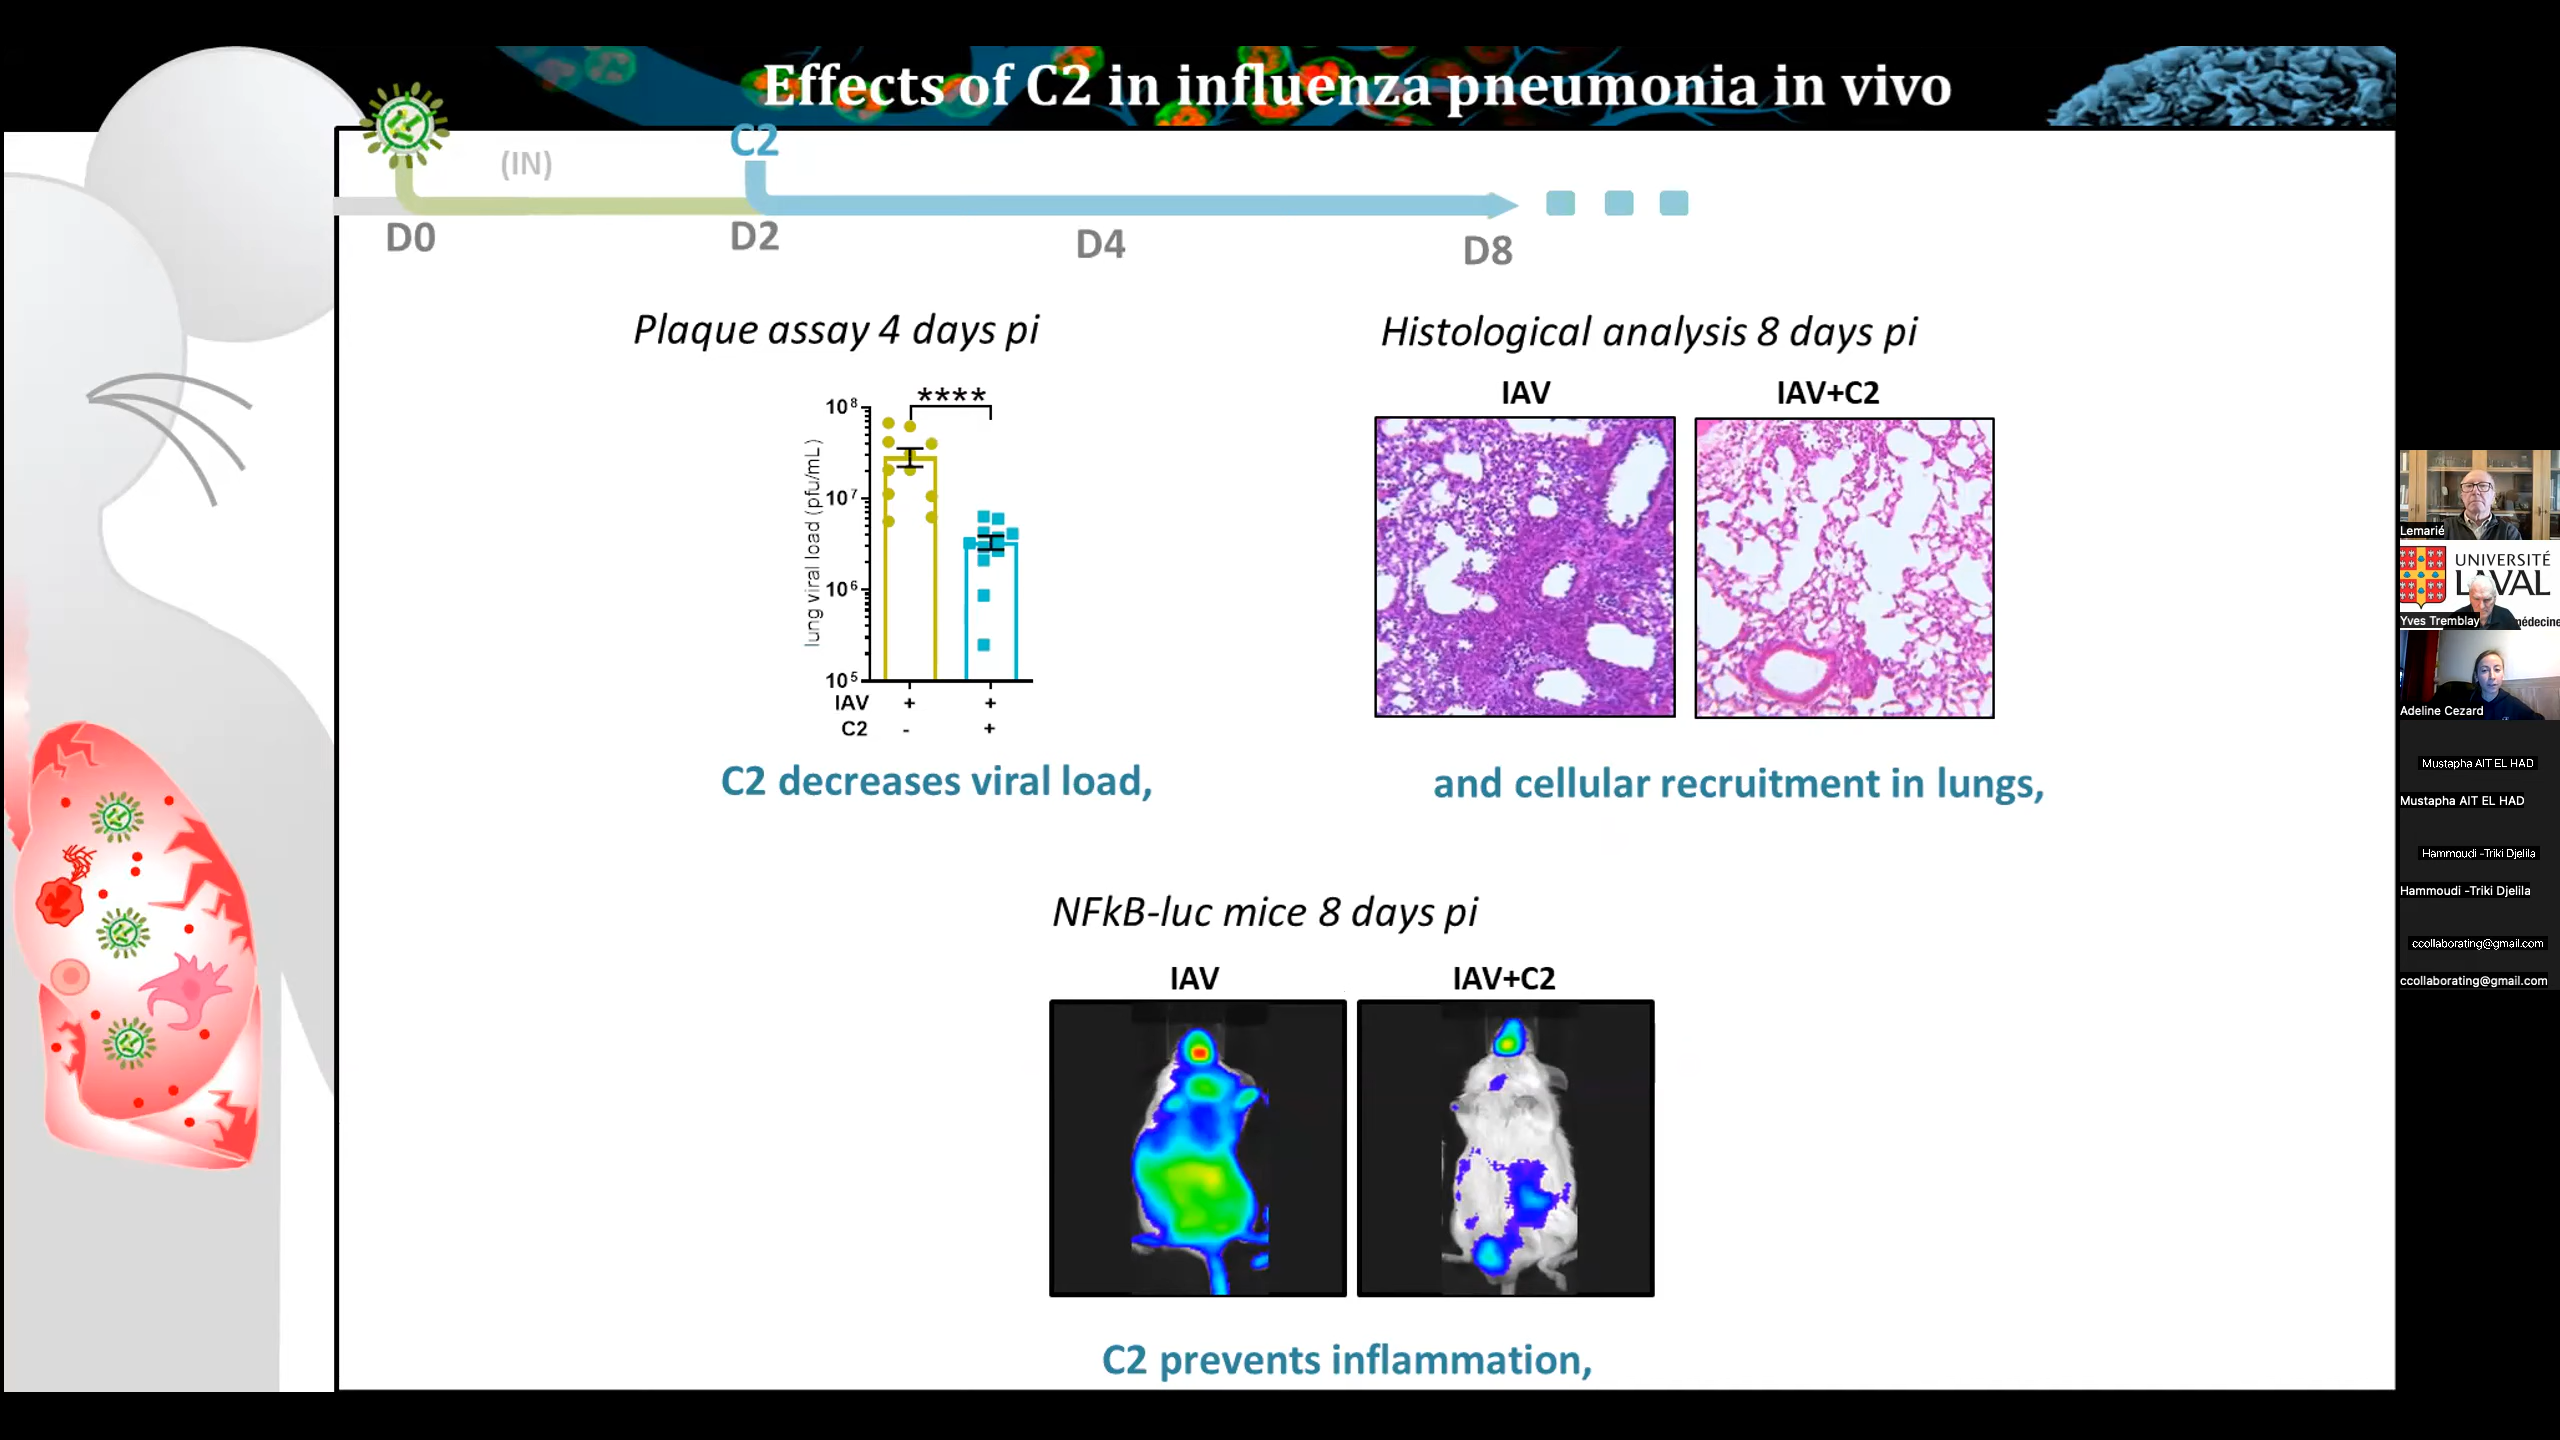 Effects of C2 in influenza pneumonia in vivo
C2
(IN)
D0
D2
D4
D8
Plaque assay 4 days pi
****
lung viral load (pfu/mL)
10⁸
10⁷
10⁶
10⁵
IAV + +
C2 - +
C2 decreases viral load,
Histological analysis 8 days pi
IAV
IAV+C2
and cellular recruitment in lungs,
NFkB-luc mice 8 days pi
IAV
IAV+C2
C2 prevents inflammation,
Lemarié
UNIVERSITÉ
LAVAL
médecine
Yves Tremblay
Adeline Cezard
Mustapha AIT EL HAD
Mustapha AIT EL HAD
Hammoudi -Triki Djelila
Hammoudi -Triki Djelila
ccollaborating@gmail.com
ccollaborating@gmail.com